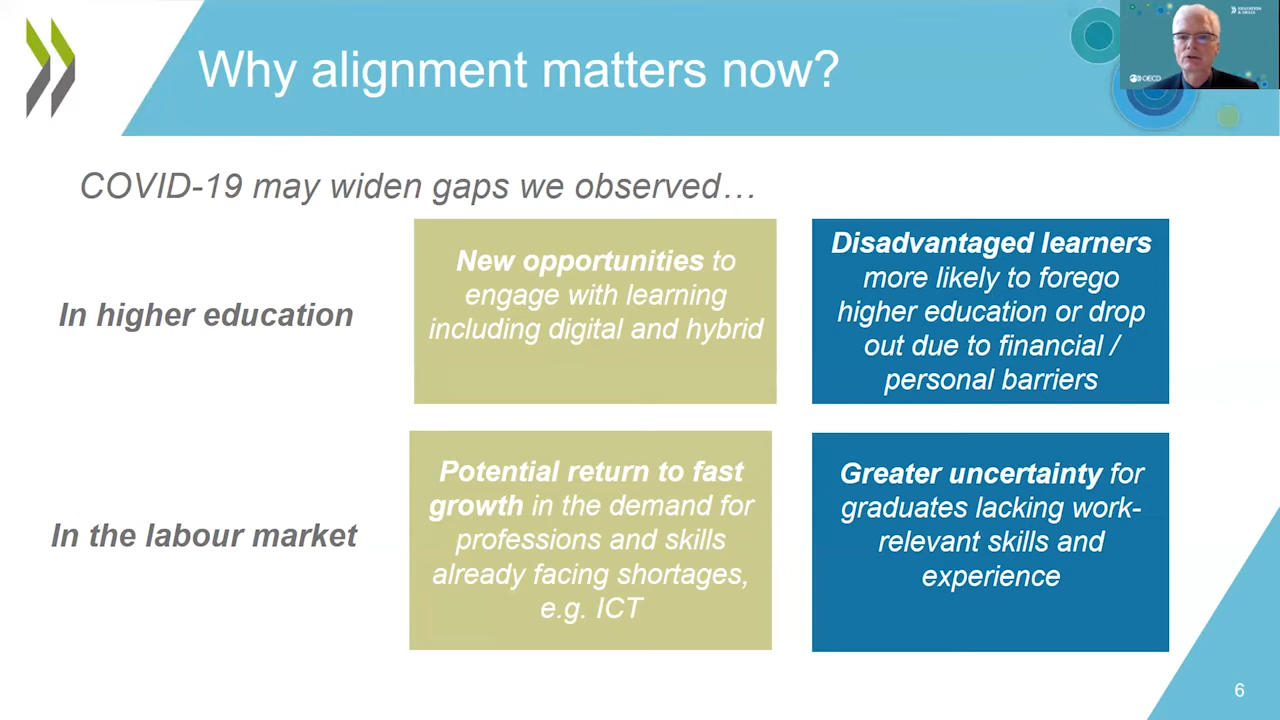 Why alignment matters now?
EDUCATION
& SKILLS
OECD
COVID-19 may widen gaps we observed…
In higher education
New opportunities to
engage with learning
including digital and hybrid
Disadvantaged learners
more likely to forego
higher education or drop
out due to financial /
personal barriers
In the labour market
Potential return to fast
growth in the demand for
professions and skills
already facing shortages,
e.g. ICT
Greater uncertainty for
graduates lacking work-
relevant skills and
experience
6